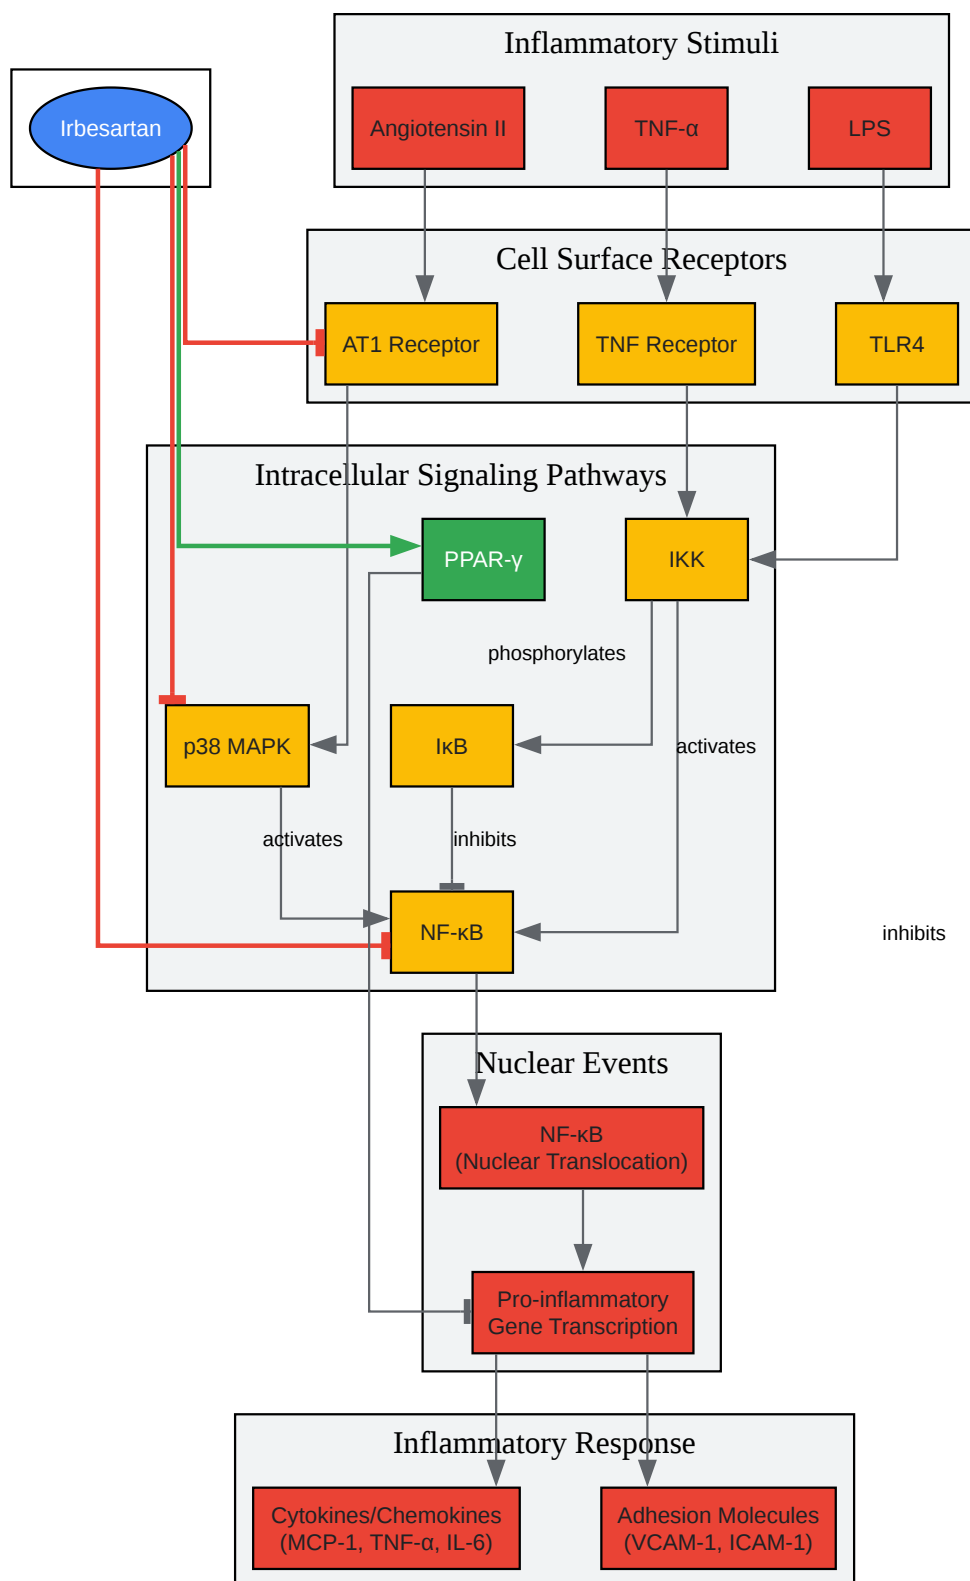 Inflammatory Stimuli
Irbesartan
Angiotensin II
TNF-α
LPS
Cell Surface Receptors
AT1 Receptor
TNF Receptor
TLR4
Intracellular Signaling Pathways
PPAR-γ
IKK
phosphorylates
p38 MAPK
IκB
activates
activates
inhibits
NF-κB
inhibits
Nuclear Events
NF-κB
(Nuclear Translocation)
Pro-inflammatory
Gene Transcription
Inflammatory Response
Cytokines/Chemokines
(MCP-1, TNF-α, IL-6)
Adhesion Molecules
(VCAM-1, ICAM-1)